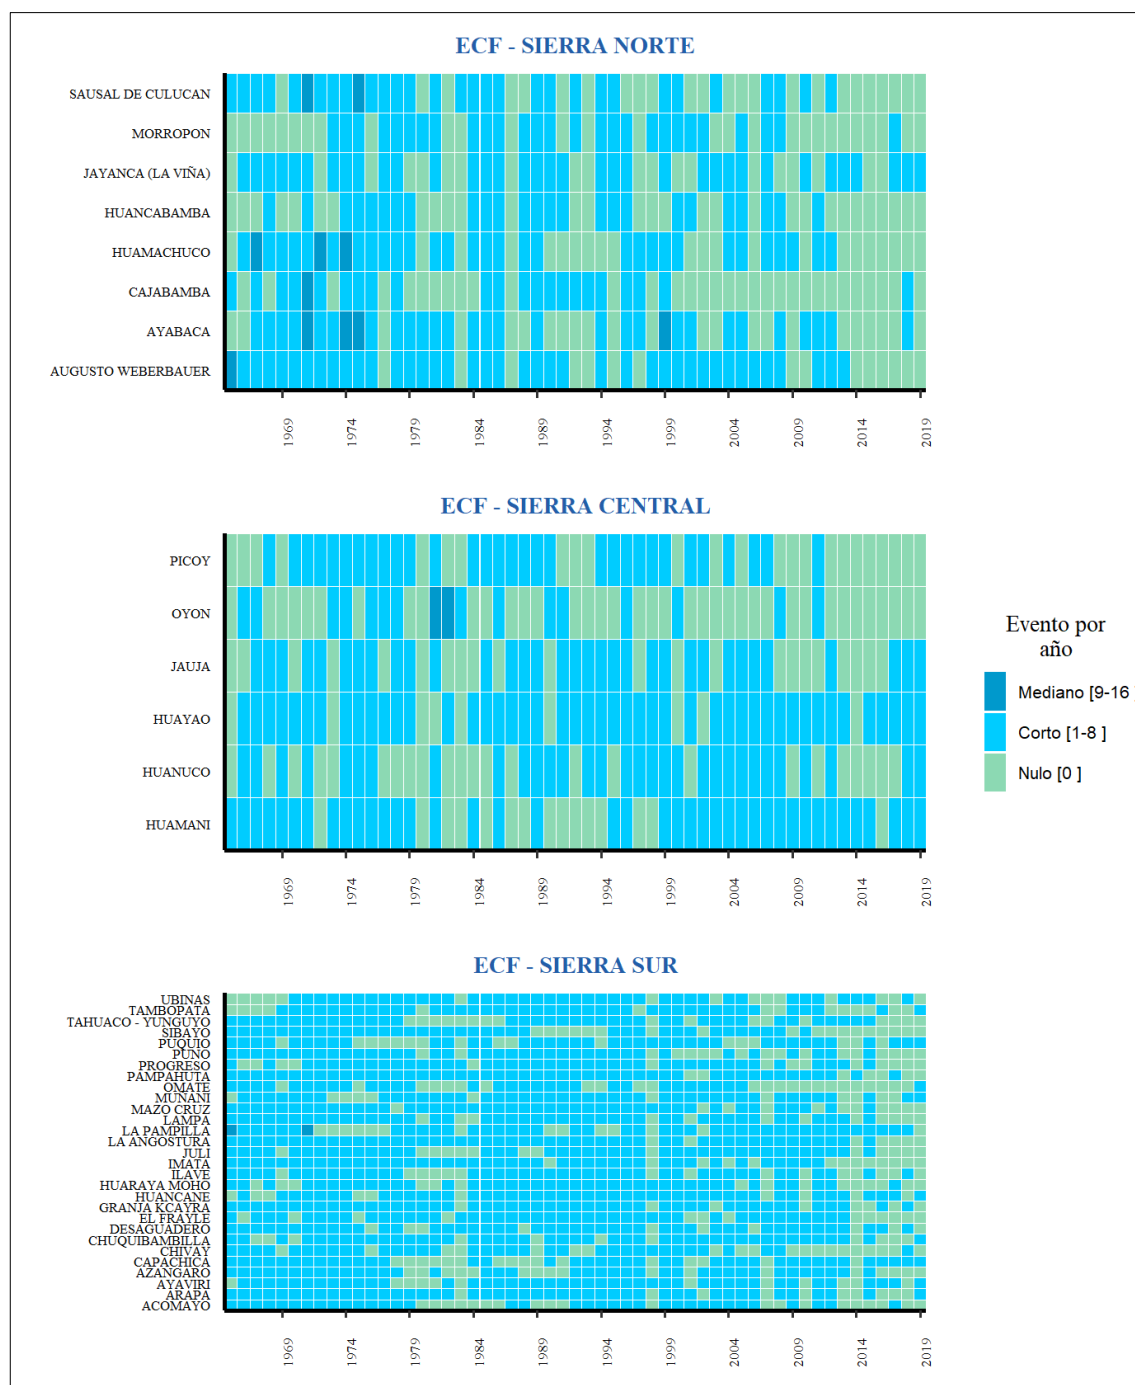 ECF - SIERRA NORTE
SAUSAL DE CULUCAN
MORROPON
JAYANCA (LA VIÑA)
HUANCABAMBA
HUAMACHUCO
CAJABAMBA
AYABACA
AUGUSTO WEBERBAUER
1969 1974 1979 1984 1989 1994 1999 2004 2009 2014 2019
ECF - SIERRA CENTRAL
PICOY
OYON
JAUJA
HUAYAO
HUANUCO
HUAMANI
1969 1974 1979 1984 1989 1994 1999 2004 2009 2014 2019
Evento por
año
Mediano [9-16
Corto [1-8 ]
Nulo [0 ]
ECF - SIERRA SUR
UBINAS
TAMBOPATA
TAHUACO - YUNGUYO
SIBAYO
PUQUIO
PUNO
PROGRESO
PAMPAHUTA
OMATE
MUÑANI
MAZO CRUZ
LAMPA
LA PAMPILLA
LA ANGOSTURA
JULI
IMATA
ILAVE
HUARAYA MOHO
HUANCANE
GRANJA KCAYRA
EL FRAYLE
DESAGUADERO
CHUQUIBAMBILLA
CHIVAY
CAPACHICA
AZANGARO
AYAVIRI
ARAPA
ACOMAYO
1969 1974 1979 1984 1989 1994 1999 2004 2009 2014 2019